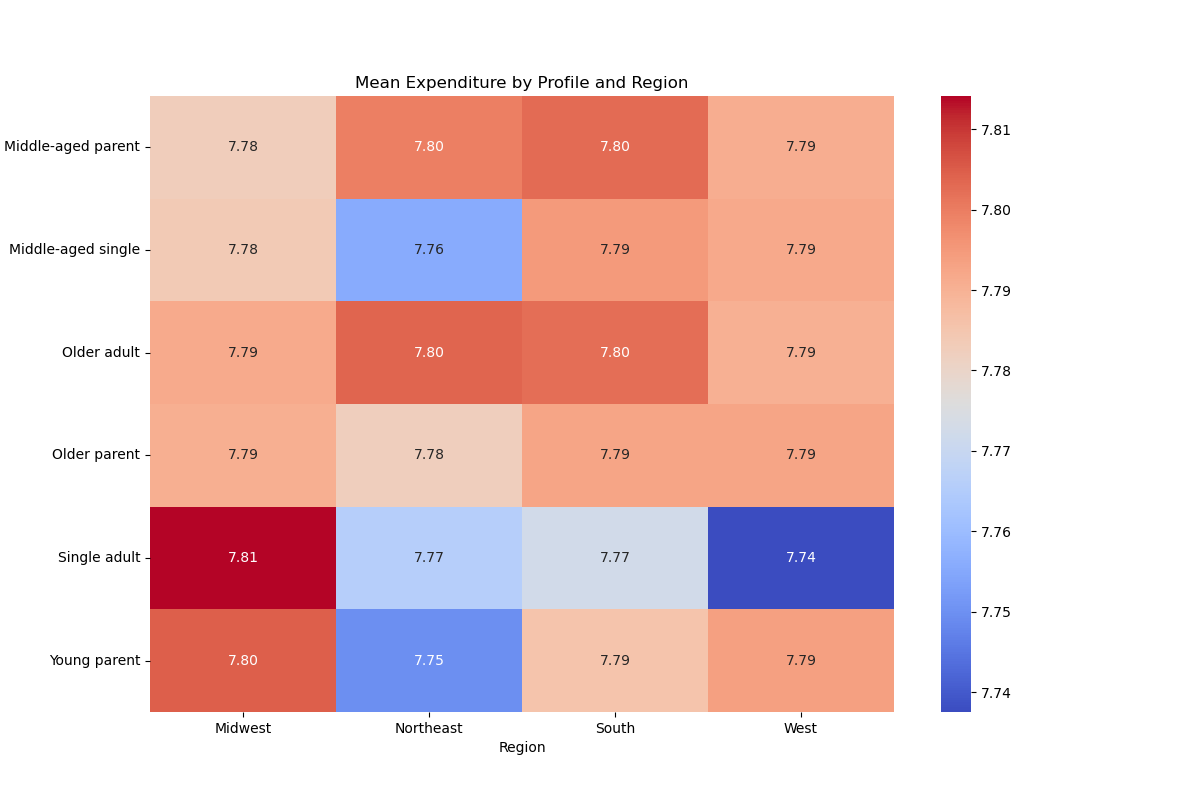 Mean Expenditure by Profile and Region
Middle-aged parent 7.78 7.80 7.80 7.79
Middle-aged single 7.78 7.76 7.79 7.79
Older adult 7.79 7.80 7.80 7.79
Older parent 7.79 7.78 7.79 7.79
Single adult 7.81 7.77 7.77 7.74
Young parent 7.80 7.75 7.79 7.79
Midwest Northeast South West
Region
7.81
7.80
7.79
7.78
7.77
7.76
7.75
7.74